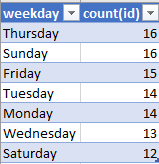 weekday count(id)
Thursday 16
Sunday 16
Friday 15
Tuesday 14
Monday 14
Wednesday 13
Saturday 12